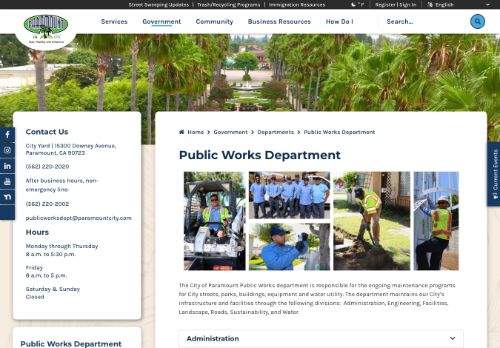 Street Sweeping Updates | Trash/Recycling Programs | Immigration Resources
°F
Register | Sign In
English
PARAMOUNT
Services
Government
Community
Business Resources
How Do I
Search...
Contact Us
City Yard | 15300 Downey Avenue, Paramount, CA 90723
(562) 220-2020
After business hours, non-emergency line:
(562) 220-2002
publicworksdept@paramountcity.com
Hours
Monday through Thursday
8 a.m. to 5:30 p.m.
Friday
8 a.m. to 5 p.m.
Saturday & Sunday
Closed
Public Works Department
Home > Government > Departments > Public Works Department
Public Works Department
The City of Paramount Public Works department is responsible for the ongoing maintenance programs
for City streets, parks, buildings, equipment and water utility. The department maintains our City's
infrastructure and facilities through the following divisions: Administration, Engineering, Facilities,
Landscape, Roads, Sustainability, and Water.
Administration
Current Events